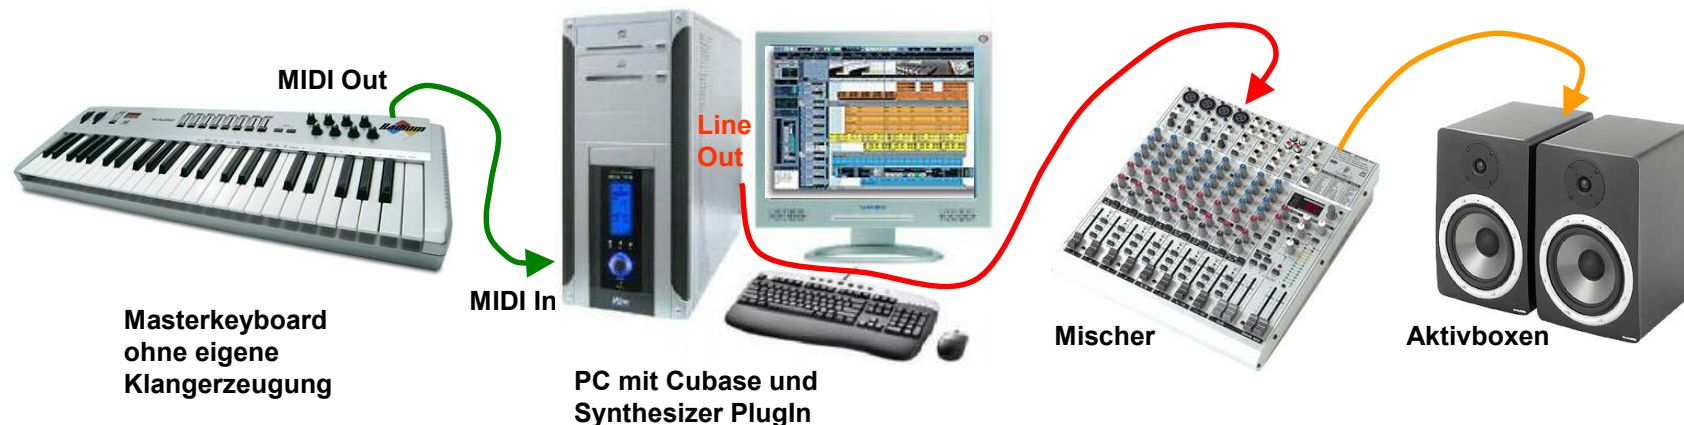 MIDI Out
Line
Out
MIDI In
Masterkeyboard
ohne eigene
Klangerzeugung
PC mit Cubase und
Synthesizer PlugIn
Mischer
Aktivboxen